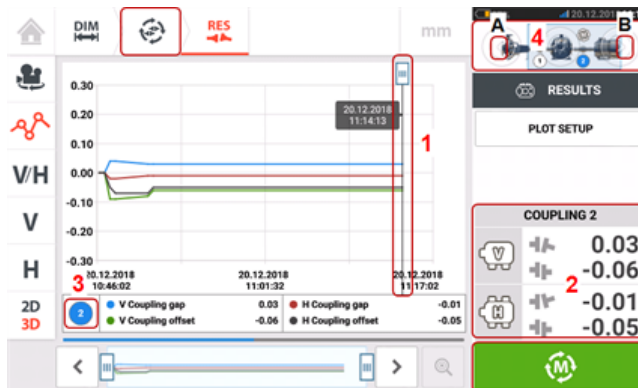 DIM
RES
mm
20.12.201
A
B
4
1
2
RESULTS
PLOT SETUP
V/H
V
H
2D
3D
0.30
0.20
0.10
0.00
-0.10
-0.20
-0.30
20.12.2018
11:14:13
1
20.12.2018
10:46:02
20.12.2018
11:01:32
20.12.2018
11:17:02
3
2
V Coupling gap 0.03
H Coupling gap -0.01
V Coupling offset -0.06
H Coupling offset -0.05
COUPLING 2
V
0.03
-0.06
2
H
-0.01
-0.05
M